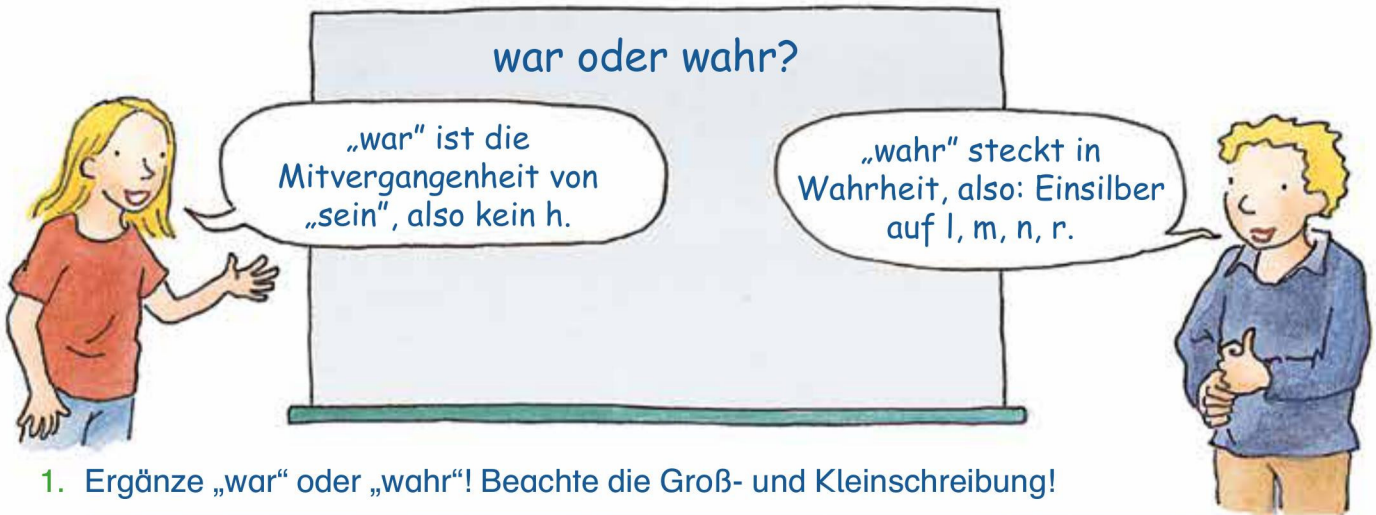 war oder wahr?
„war" ist die
Mitvergangenheit von
„sein", also kein h.
„wahr" steckt in
Wahrheit, also: Einsilber
auf l, m, n, r.
1. Ergänze „war“ oder „wahr“! Beachte die Groß- und Kleinschreibung!